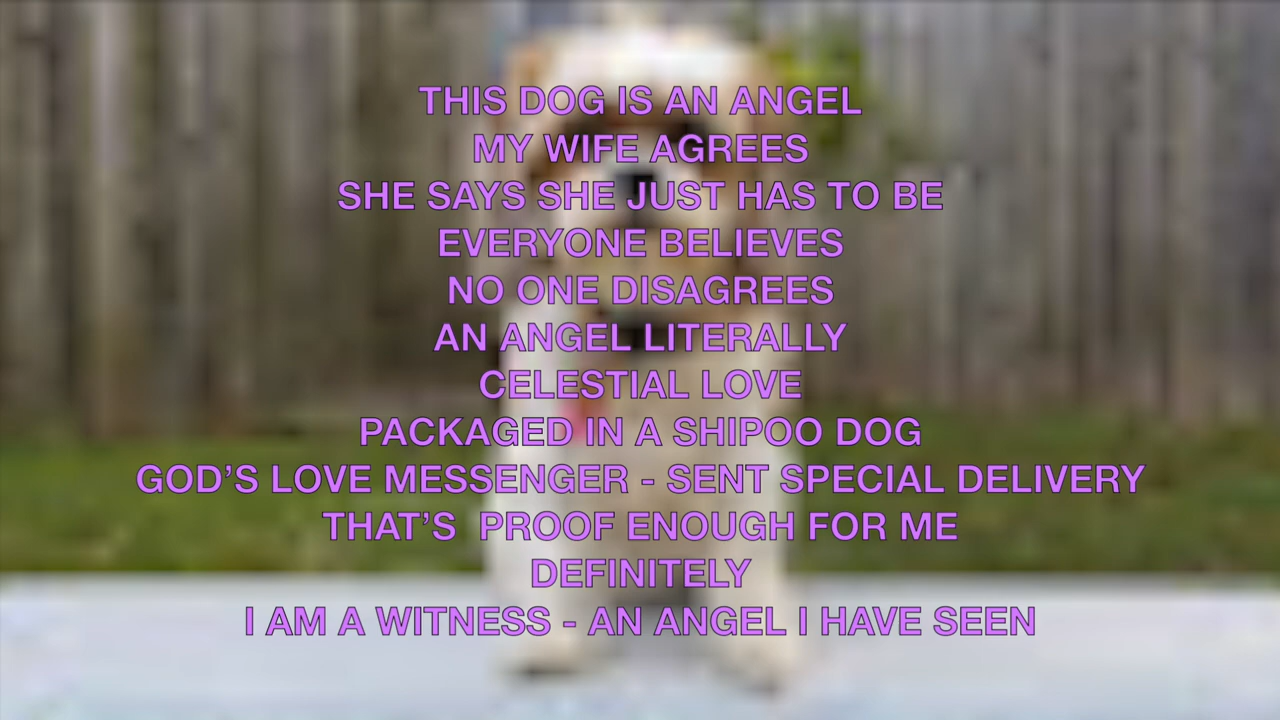 THIS DOG IS AN ANGEL
MY WIFE AGREES
SHE SAYS SHE JUST HAS TO BE
EVERYONE BELIEVES
NO ONE DISAGREES
AN ANGEL LITERALLY
CELESTIAL LOVE
PACKAGED IN A SHIPOO DOG
GOD’S LOVE MESSENGER - SENT SPECIAL DELIVERY
THAT’S  PROOF ENOUGH FOR ME
DEFINITELY
I AM A WITNESS - AN ANGEL I HAVE SEEN